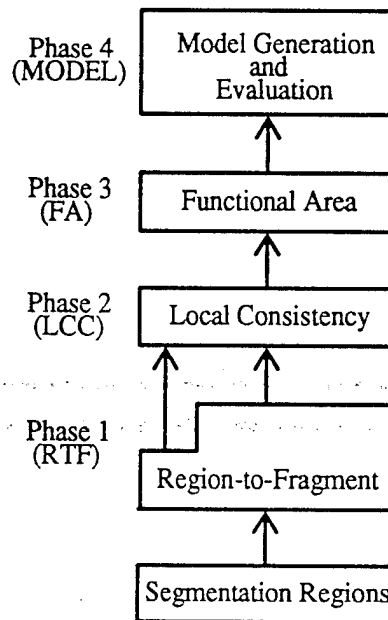 Phase 4
(MODEL)
Model Generation
and
Evaluation
Phase 3
(FA)
Functional Area
Phase 2
(LCC)
Local Consistency
Phase 1
(RTF)
Region-to-Fragment
Segmentation Regions